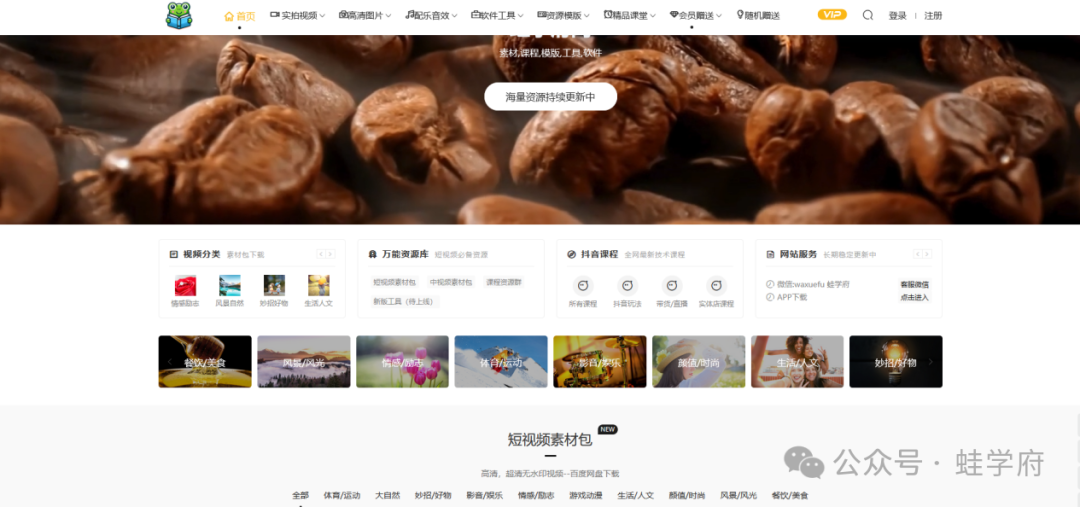 首页 实拍视频 高清图片 配乐音效 软件工具 资源模版 精品课堂 会员赠送 随机赠送 VIP 登录 注册
素材,课程,模版,工具,软件
海量资源持续更新中
视频分类 素材包下载 万能资源库 短视频必备资源 抖音课程 全网最新技术课程 网站服务 长期稳定更新中
情感励志 风景自然 妙招好物 生活人文
短视频素材包 中视频素材包 课程资源群
新版工具（待上线）
所有课程 抖音玩法 带货/直播 实体店课程
微信:waxuefu 蛙学府 客服微信
APP下载 点击进入
餐饮/美食 风景/风光 情感/励志 体育/运动 影音/娱乐 颜值/时尚 生活/人文 妙招/好物
短视频素材包 NEW
高清，超清无水印视频--百度网盘下载
全部 体育/运动 大自然 妙招/好物 影音/娱乐 情感/励志 游戏动漫 生活/人文 颜值/时尚 风景/风光 餐饮/美食
公众号 · 蛙学府